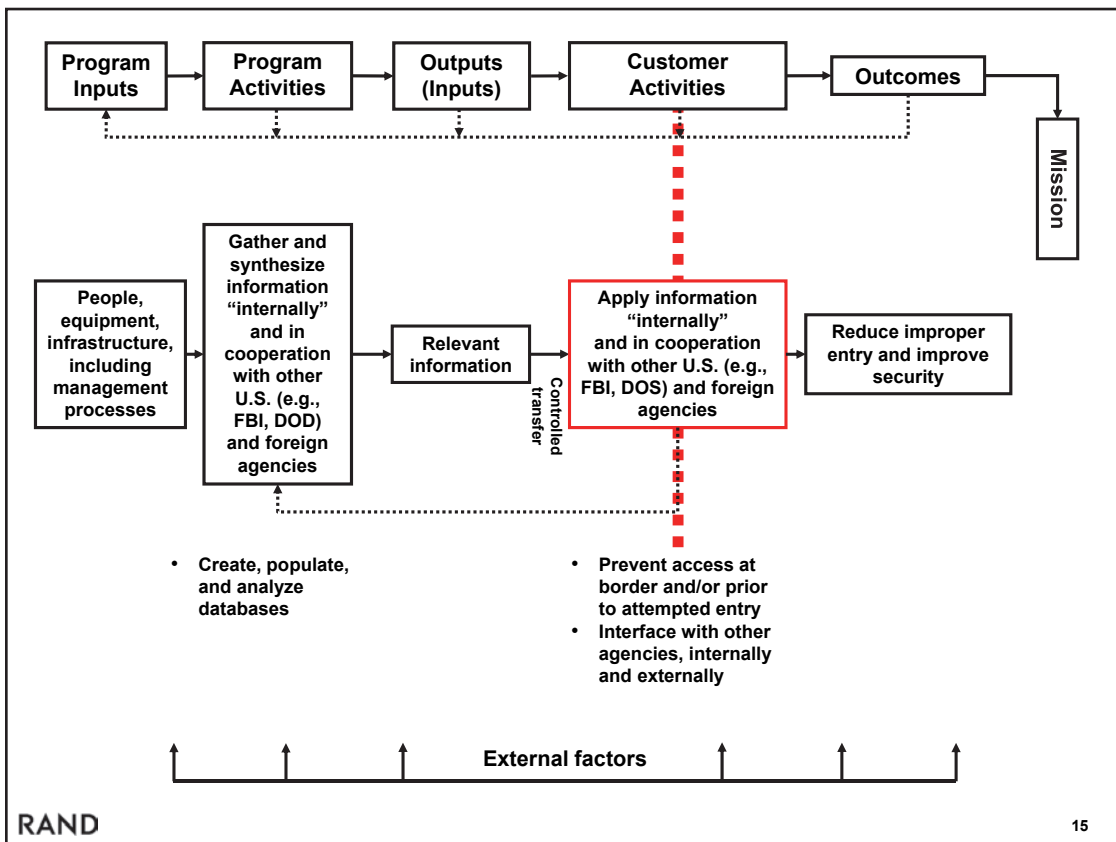 Program
Inputs
Program
Activities
Outputs
(Inputs)
Customer
Activities
Outcomes
Mission
People,
equipment,
infrastructure,
including
management
processes
Gather and
synthesize
information
“internally”
and in
cooperation
with other
U.S. (e.g.,
FBI, DOD)
and foreign
agencies
Relevant
information
Controlled
transfer
Apply information
“internally”
and in cooperation
with other U.S. (e.g.,
FBI, DOS) and foreign
agencies
Reduce improper
entry and improve
security
• Create, populate,
and analyze
databases
• Prevent access at
border and/or prior
to attempted entry
• Interface with other
agencies, internally
and externally
External factors
RAND
15